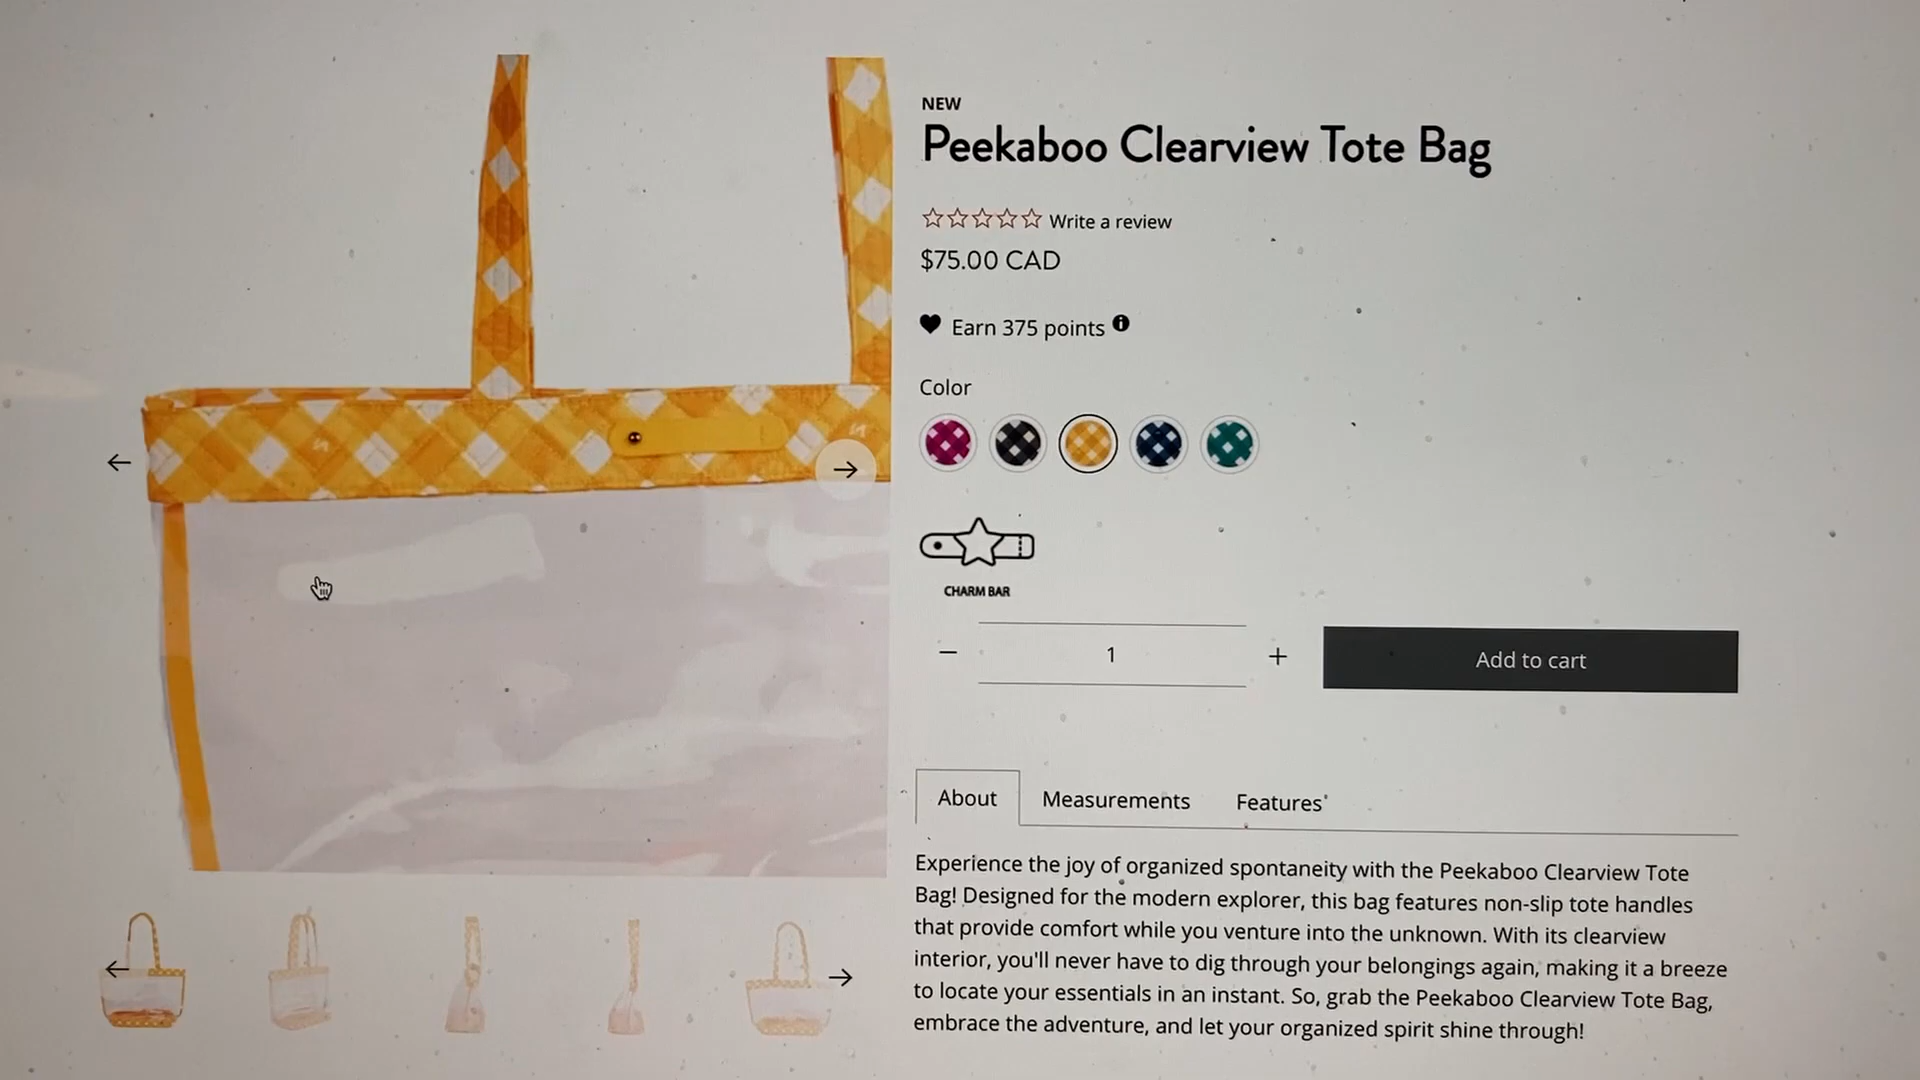 NEW
Peekaboo Clearview Tote Bag
Write a review
$75.00 CAD
Earn 375 points
Color
CHARM BAR
1
Add to cart
About Measurements Features
Experience the joy of organized spontaneity with the Peekaboo Clearview Tote
Bag! Designed for the modern explorer, this bag features non-slip tote handles
that provide comfort while you venture into the unknown. With its clearview
interior, you'll never have to dig through your belongings again, making it a breeze
to locate your essentials in an instant. So, grab the Peekaboo Clearview Tote Bag,
embrace the adventure, and let your organized spirit shine through!